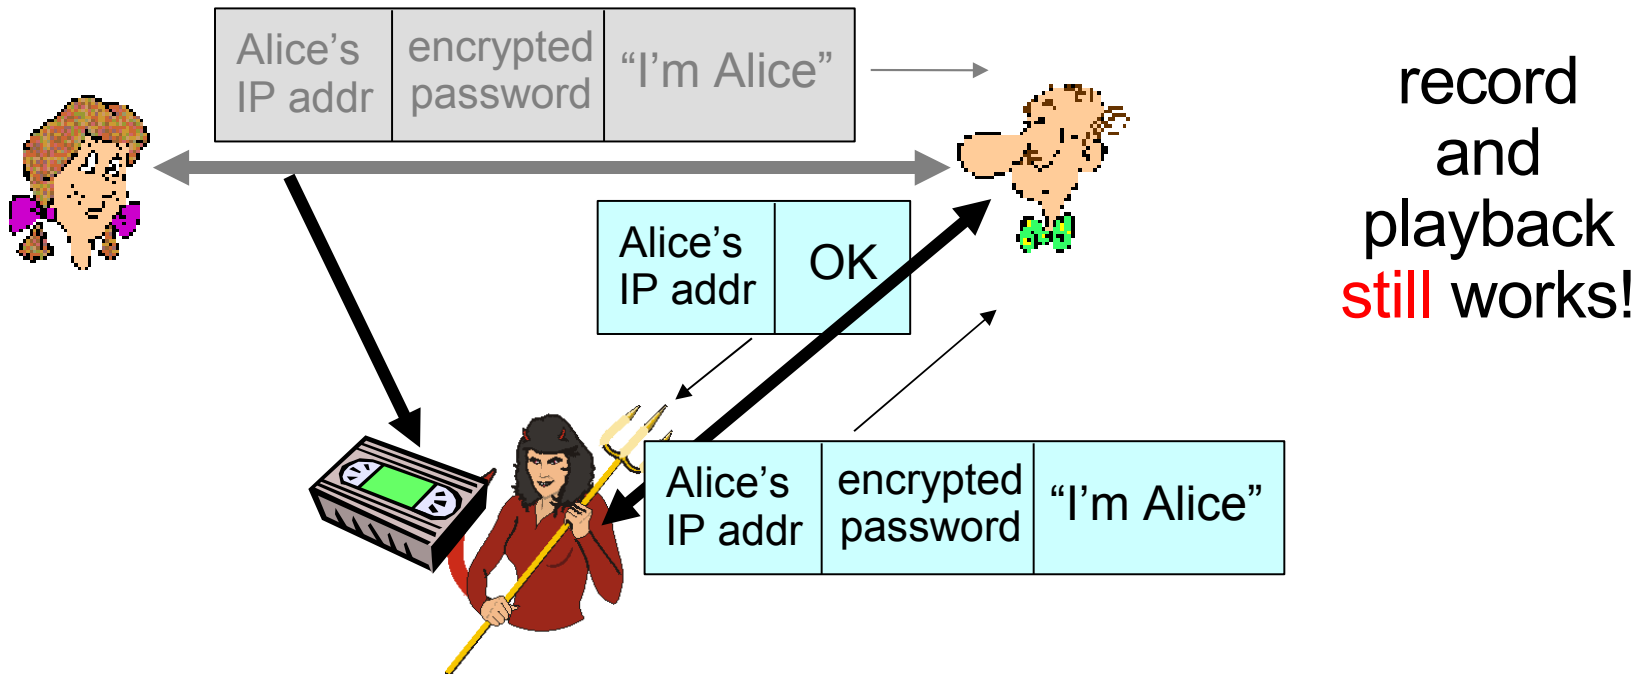 Alice’s
IP addr
encrypted
password
“I’m Alice”
record
and
playback
still works!
Alice’s
IP addr
OK
Alice’s
IP addr
encrypted
password
“I’m Alice”